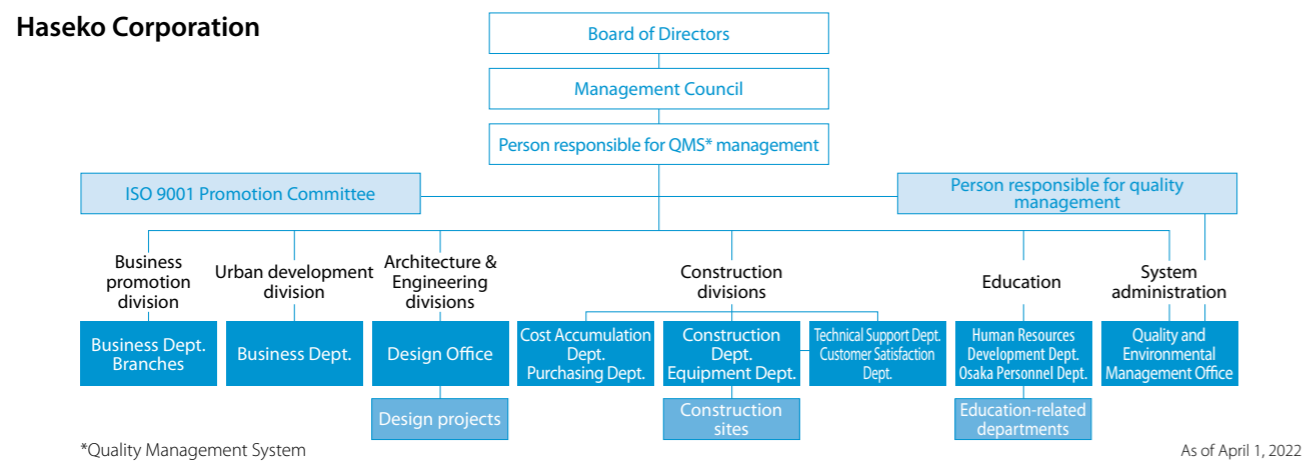 Haseko Corporation
Board of Directors
Management Council
Person responsible for QMS* management
ISO 9001 Promotion Committee
Person responsible for quality
management
Business
promotion
division
Urban development
division
Architecture &
Engineering
divisions
Construction
divisions
Education
System
administration
Business Dept.
Branches
Business Dept.
Design Office
Cost Accumulation
Dept.
Purchasing Dept.
Construction
Dept.
Equipment Dept.
Technical Support Dept.
Customer Satisfaction
Dept.
Human Resources
Development Dept.
Osaka Personnel Dept.
Quality and
Environmental
Management Office
Design projects
Construction
sites
Education-related
departments
*Quality Management System
As of April 1, 2022